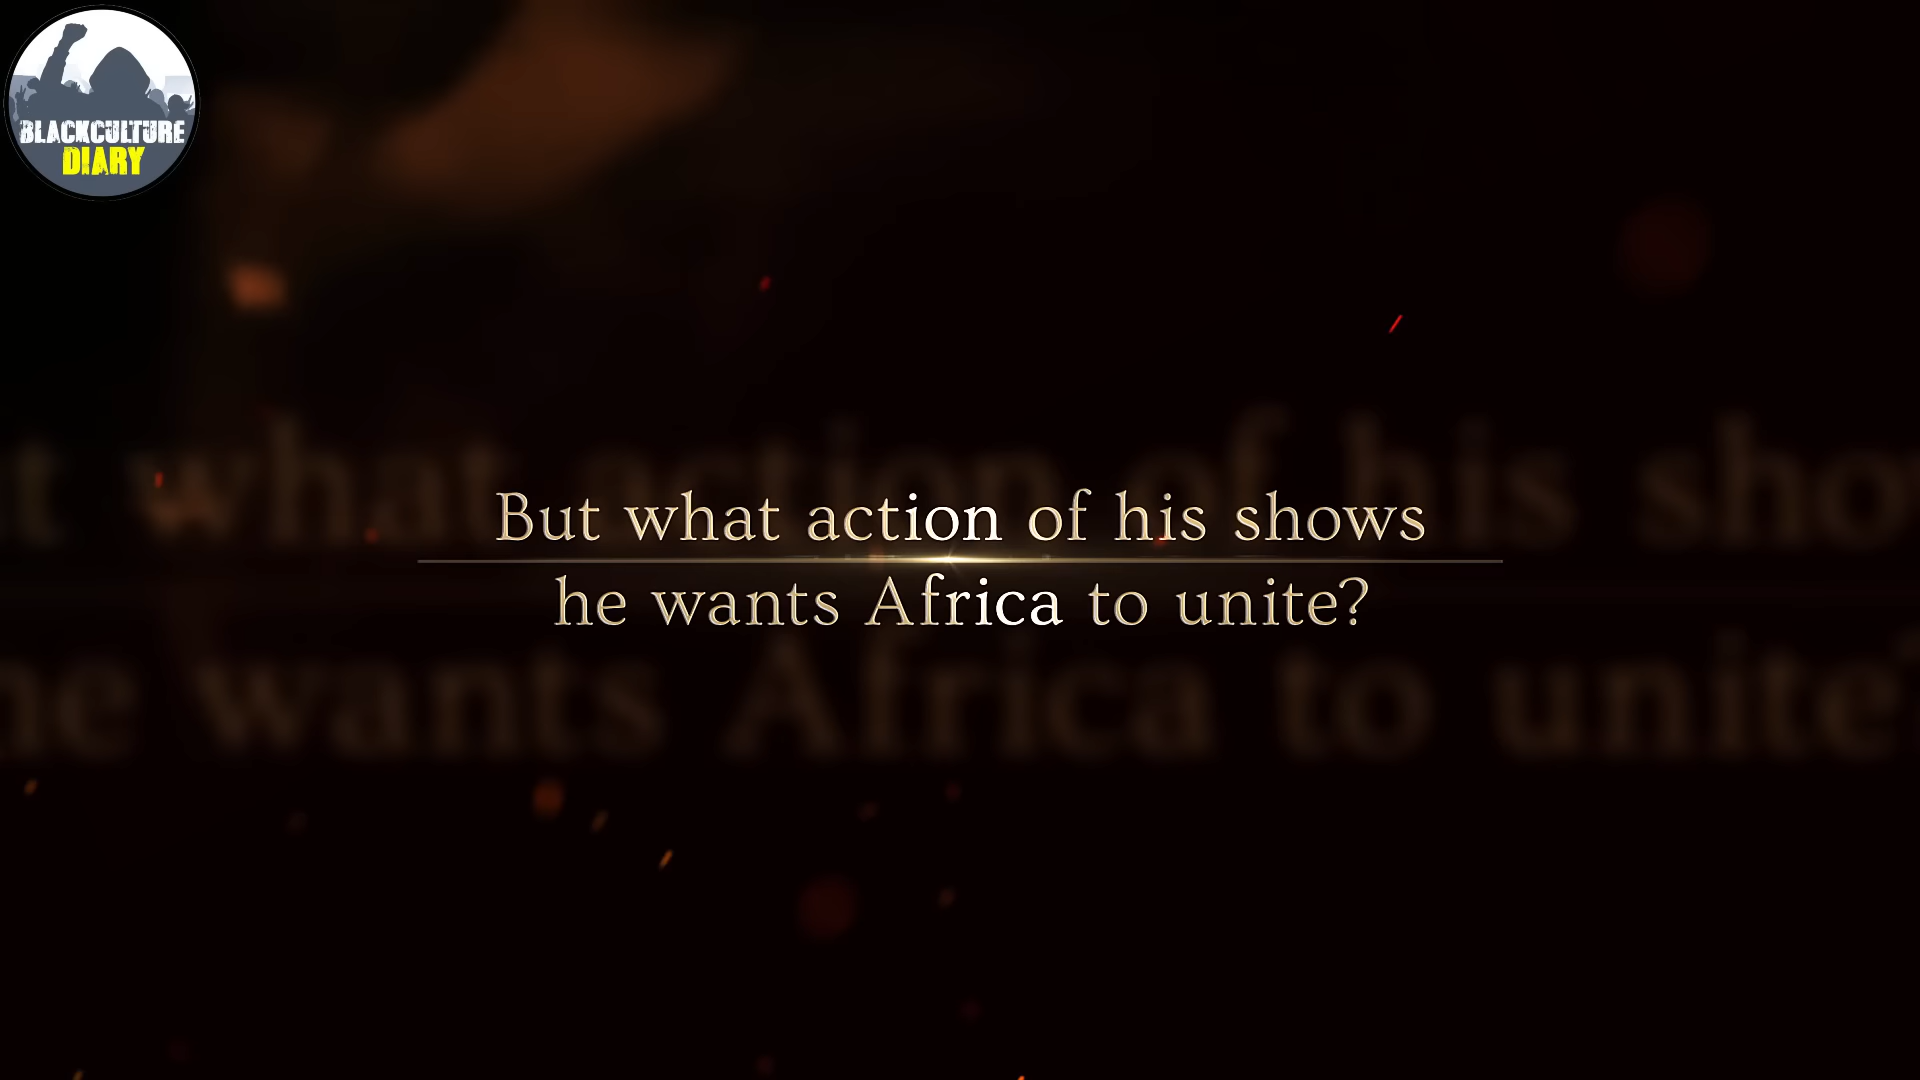 BLACKCULTURE
DIARY
But what action of his shows
he wants Africa to unite?